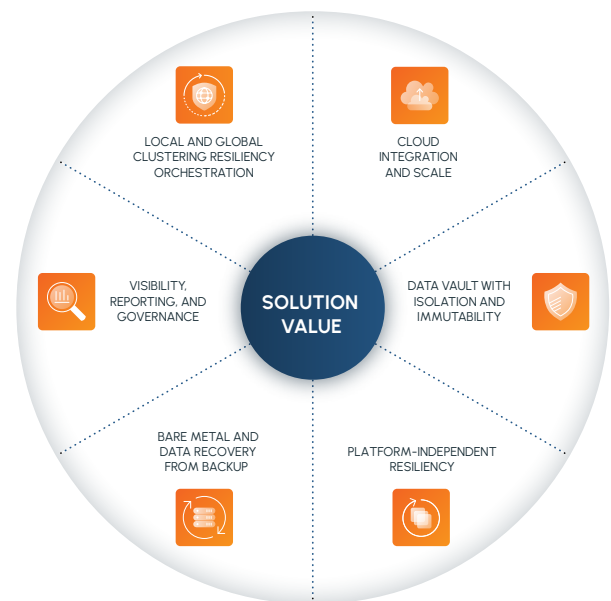 LOCAL AND GLOBAL
CLUSTERING RESILIENCY
ORCHESTRATION
CLOUD
INTEGRATION
AND SCALE
VISIBILITY,
REPORTING, AND
GOVERNANCE
SOLUTION
VALUE
DATA VAULT WITH
ISOLATION AND
IMMUTABILITY
BARE METAL AND
DATA RECOVERY
FROM BACKUP
PLATFORM-INDEPENDENT
RESILIENCY